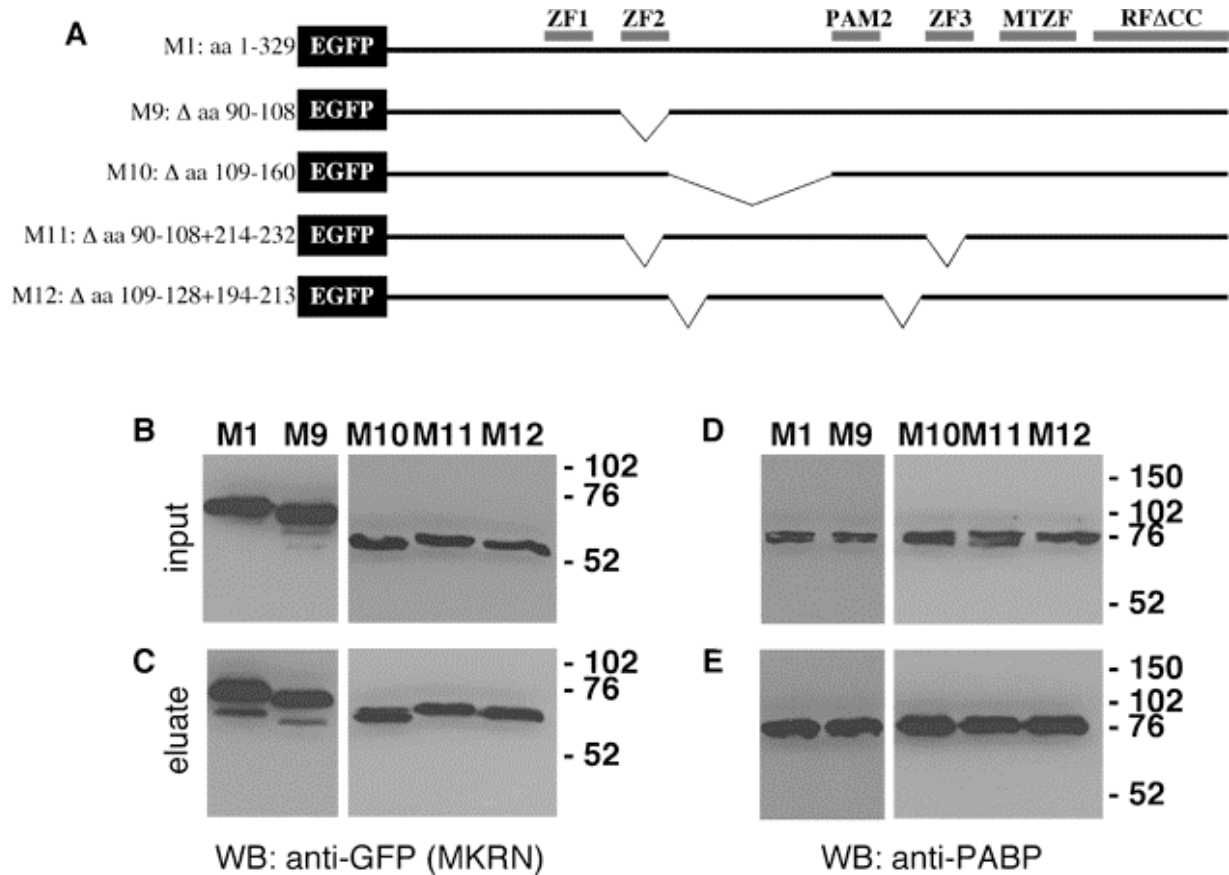 A
ZF1 ZF2 PAM2 ZF3 MTZF RFΔCC
M1: aa 1-329 EGFP
M9: Δ aa 90-108 EGFP
M10: Δ aa 109-160 EGFP
M11: Δ aa 90-108+214-232 EGFP
M12: Δ aa 109-128+194-213 EGFP
B
M1 M9 M10 M11 M12
input
- 102
- 76
- 52
C
eluate
- 102
- 76
- 52
WB: anti-GFP (MKRN)
D
M1 M9 M10 M11 M12
- 150
- 102
- 76
- 52
E
- 150
- 102
- 76
- 52
WB: anti-PABP